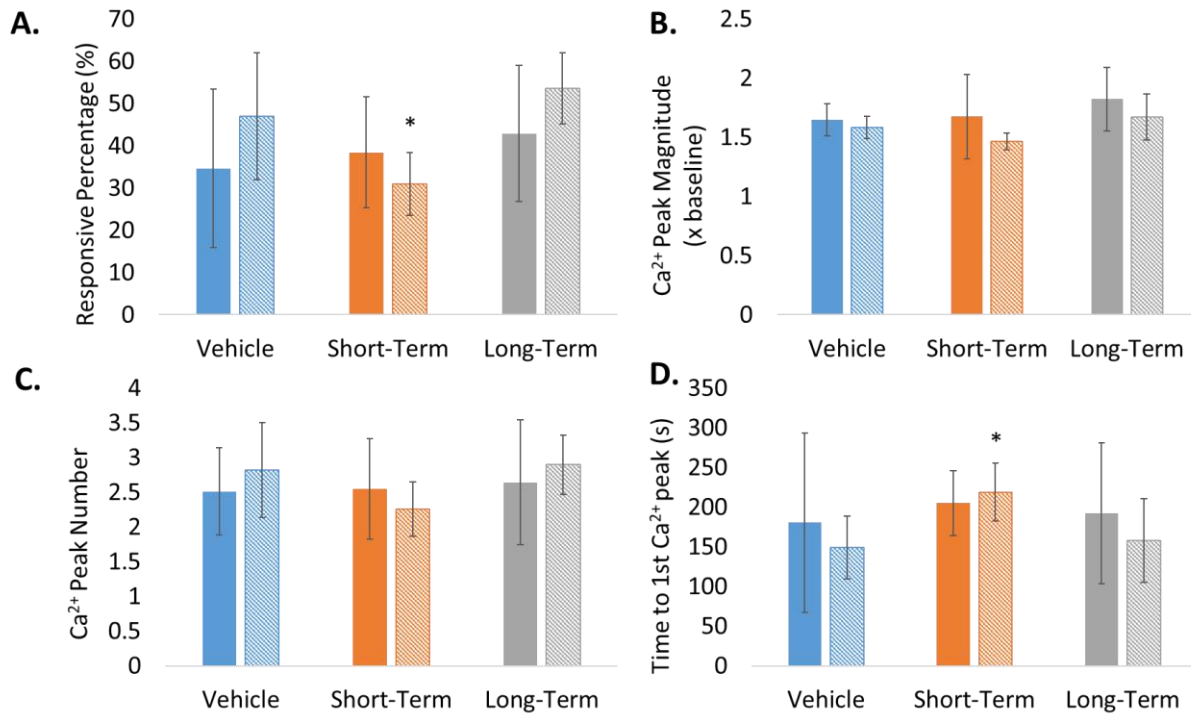 A.
Responsive Percentage (%)
70
60
50
40
30
20
10
0
*
Vehicle
Short-Term
Long-Term
B.
Ca²⁺ Peak Magnitude
(x baseline)
2.5
2
1.5
1
0.5
0
Vehicle
Short-Term
Long-Term
C.
Ca²⁺ Peak Number
4
3.5
3
2.5
2
1.5
1
0.5
0
Vehicle
Short-Term
Long-Term
D.
Time to 1st Ca²⁺ peak (s)
350
300
250
200
150
100
50
0
*
Vehicle
Short-Term
Long-Term